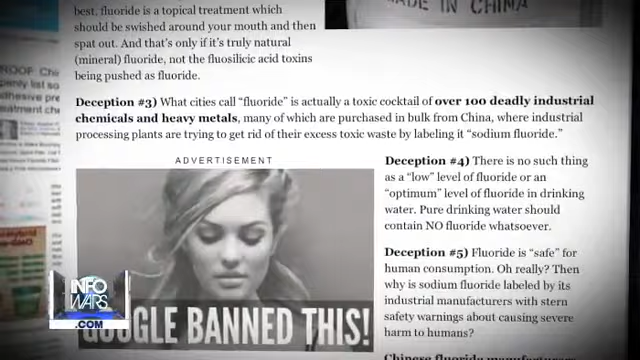 best, fluoride is a topical treatment which
should be swished around your mouth and then
spat out. And that's only if it's truly natural
(mineral) fluoride, not the fluosilicic acid toxins
being pushed as fluoride.
MADE IN CHINA
Deception #3) What cities call "fluoride" is actually a toxic cocktail of over 100 deadly industrial
chemicals and heavy metals, many of which are purchased in bulk from China, where industrial
processing plants are trying to get rid of their excess toxic waste by labeling it "sodium fluoride."
ADVERTISEMENT
GOOGLE BANNED THIS!
Deception #4) There is no such thing
as a "low" level of fluoride or an
"optimum" level of fluoride in drinking
water. Pure drinking water should
contain NO fluoride whatsoever.
Deception #5) Fluoride is "safe" for
human consumption. Oh really? Then
why is sodium fluoride labeled by its
industrial manufacturers with stern
safety warnings about causing severe
harm to humans?
Chinese fluoride
INFO
WARS
.COM